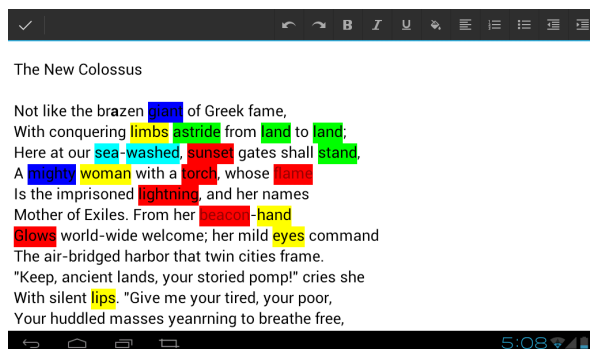 B I U
The New Colossus
Not like the brazen giant of Greek fame,
With conquering limbs astride from land to land;
Here at our sea-washed, sunset gates shall stand,
A mighty woman with a torch, whose flame
Is the imprisoned lightning, and her names
Mother of Exiles. From her beacon-hand
Glows world-wide welcome; her mild eyes command
The air-bridged harbor that twin cities frame.
"Keep, ancient lands, your storied pomp!" cries she
With silent lips. "Give me your tired, your poor,
Your huddled masses yeanrning to breathe free,
5:08